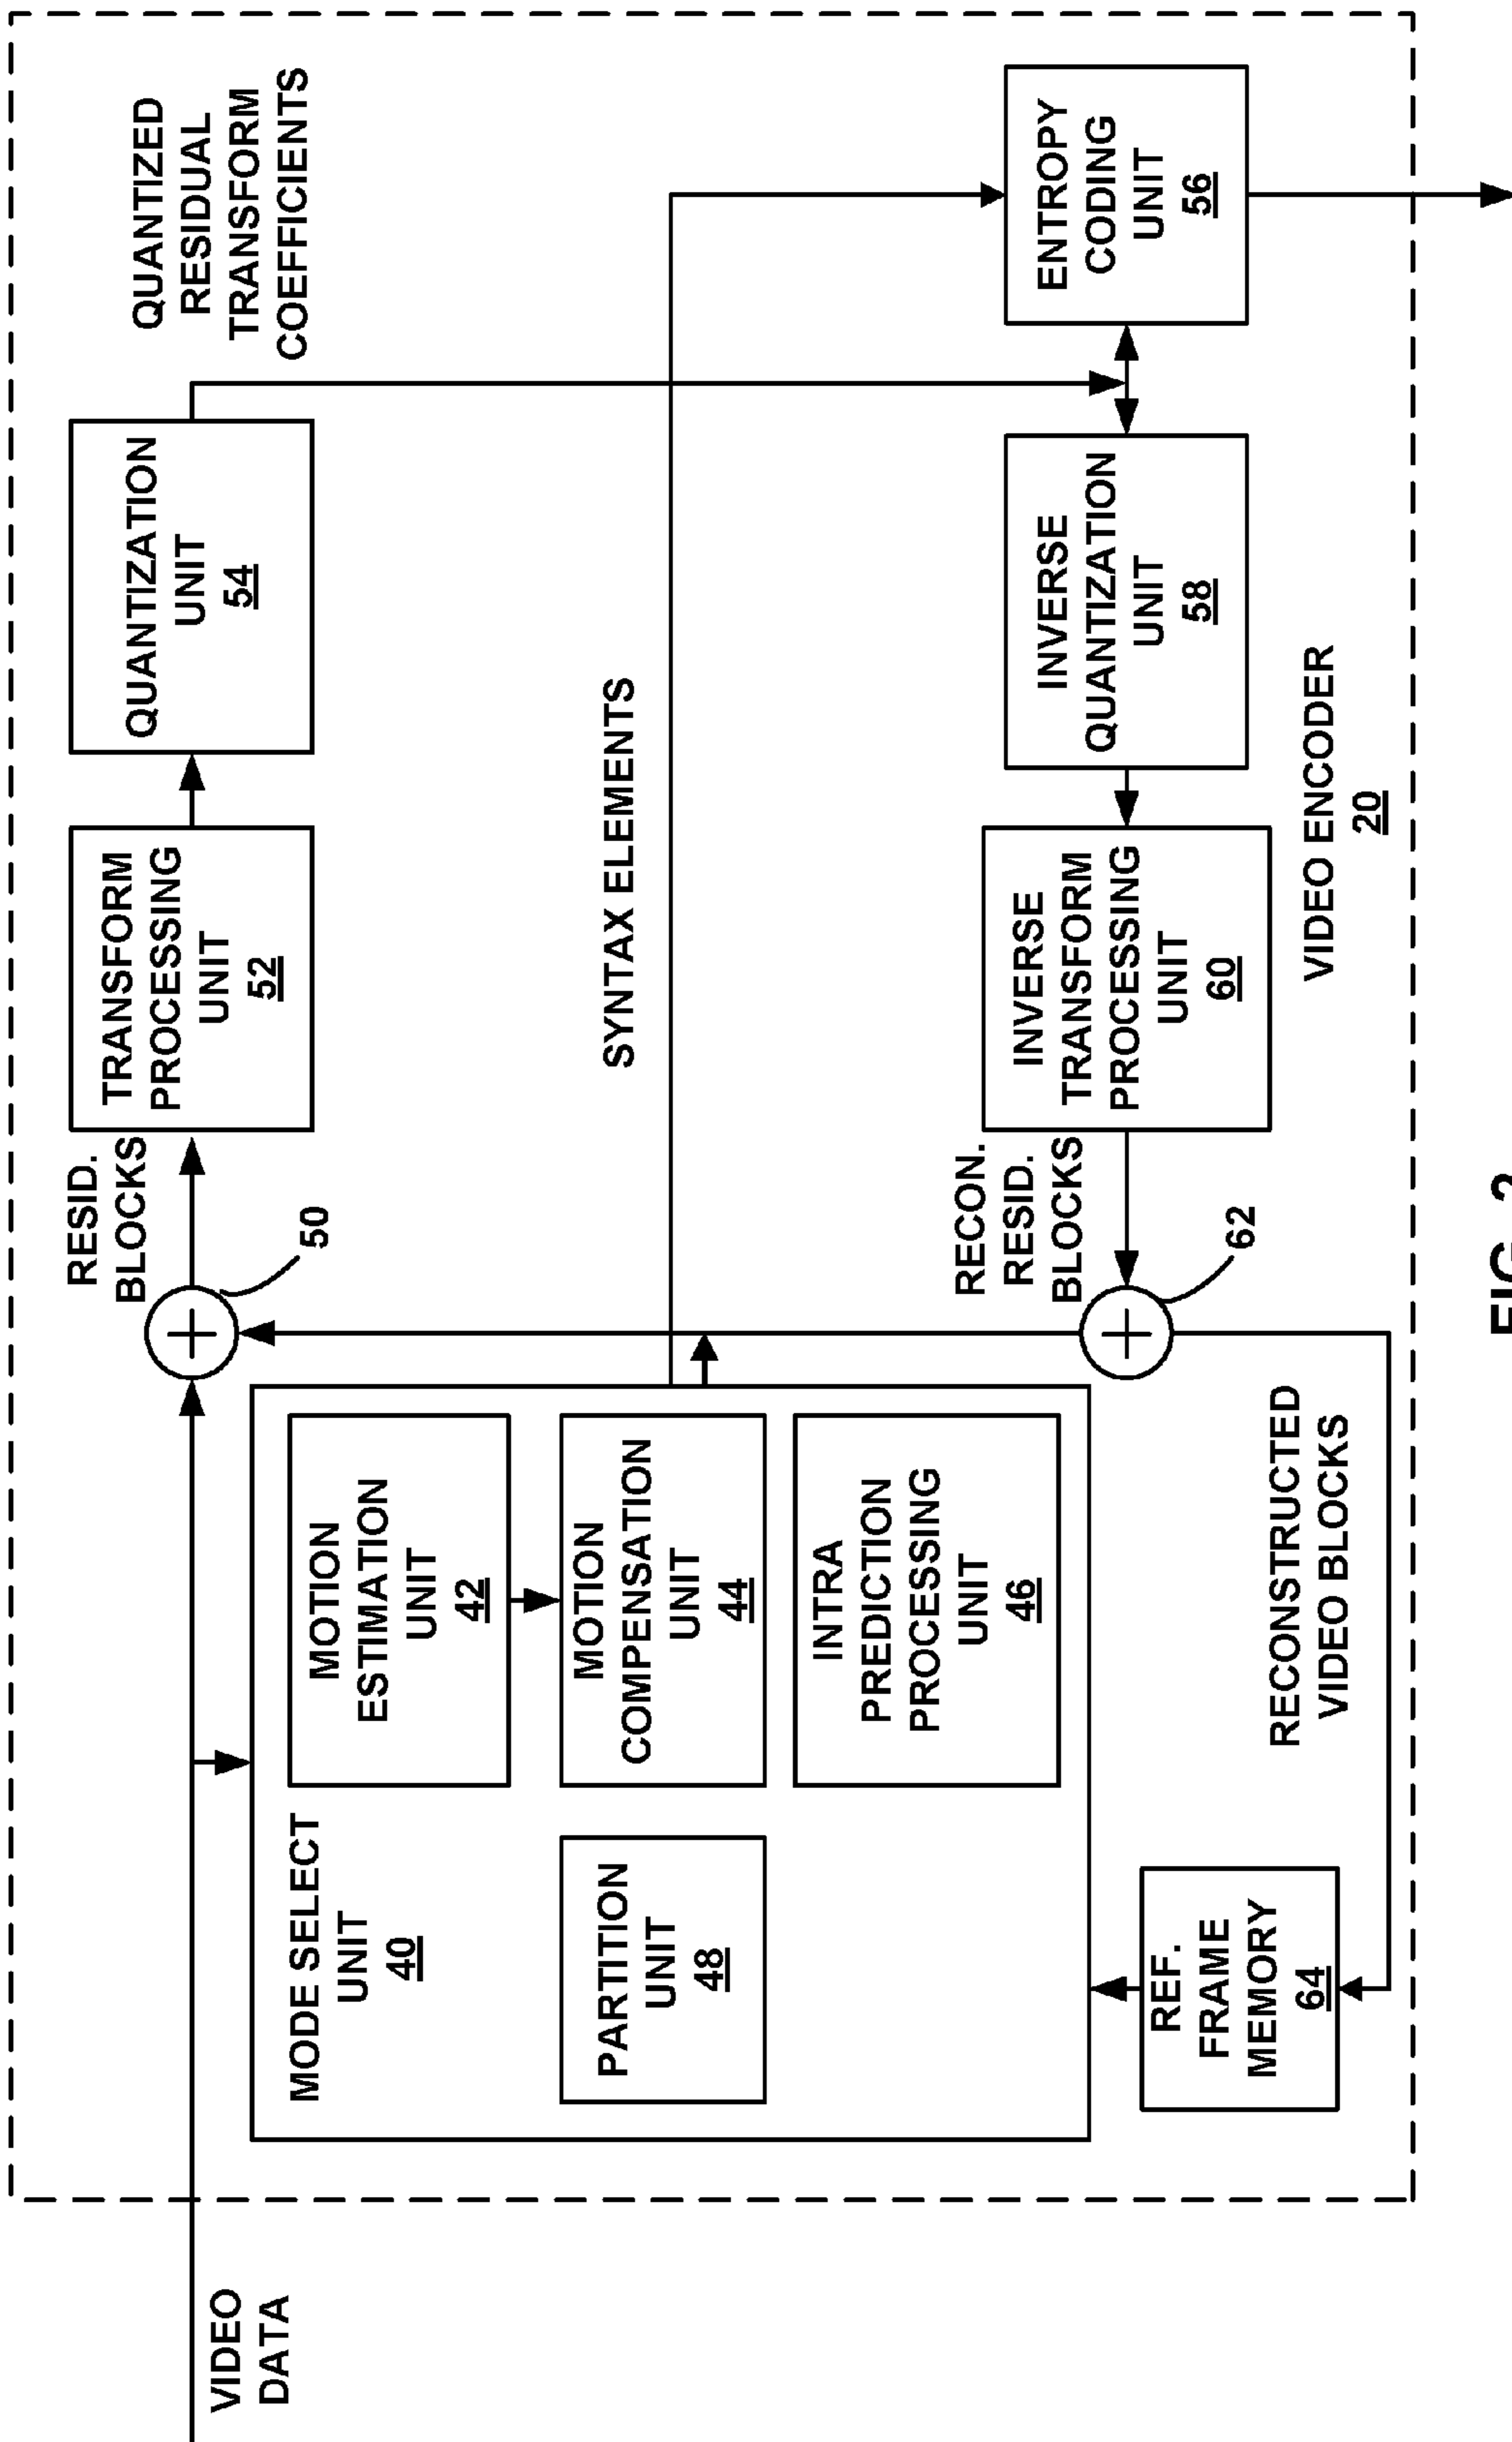 VIDEO
DATA
MODE SELECT
UNIT
40
PARTITION
UNIT
48
MOTION
ESTIMATION
UNIT
42
MOTION
COMPENSATION
UNIT
44
INTRA
PREDICTION
PROCESSING
UNIT
46
REF.
FRAME
MEMORY
64
RECONSTRUCTED
VIDEO BLOCKS
50
RESID.
BLOCKS
TRANSFORM
PROCESSING
UNIT
52
QUANTIZATION
UNIT
54
QUANTIZED
RESIDUAL
TRANSFORM
COEFFICIENTS
SYNTAX ELEMENTS
62
RECON.
RESID.
BLOCKS
INVERSE
TRANSFORM
PROCESSING
UNIT
60
INVERSE
QUANTIZATION
UNIT
58
ENTROPY
CODING
UNIT
56
VIDEO ENCODER
20
FIG.